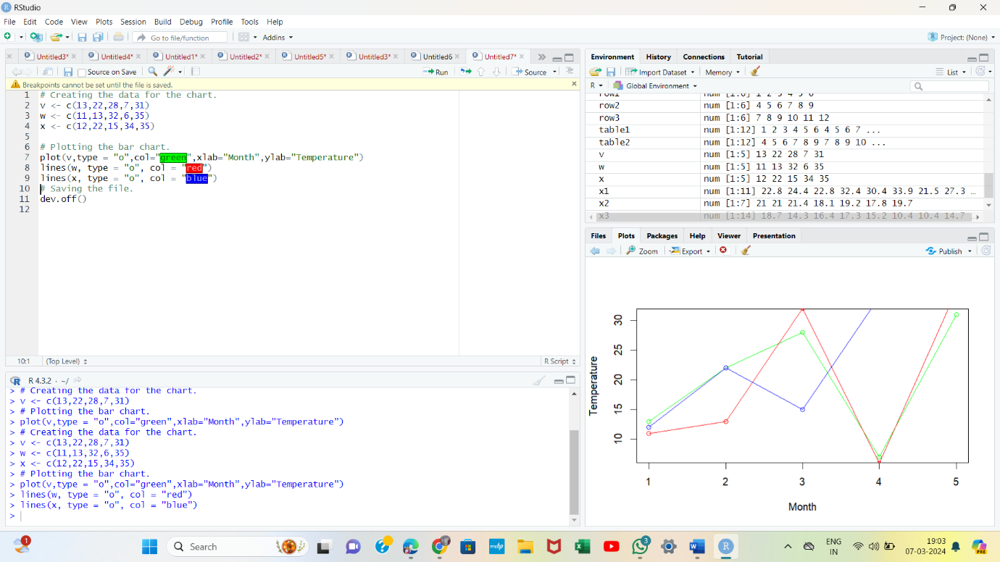 RStudio
File Edit Code View Plots Session Build Debug Profile Tools Help
Go to file/function Addins Project: (None)
Untitled3* Untitled4* Untitled1* Untitled2* Untitled5* Untitled3* Untitled6 Untitled7*
Source on Save Run Source
Breakpoints cannot be set until the file is saved.
1 # Creating the data for the chart.
2 v <- c(13,22,28,7,31)
3 w <- c(11,13,32,6,35)
4 x <- c(12,22,15,34,35)
5
6 # Plotting the bar chart.
7 plot(v,type = "o",col="green",xlab="Month",ylab="Temperature")
8 lines(w, type = "o", col = "red")
9 lines(x, type = "o", col = "blue")
10 # Saving the file.
11 dev.off()
12
10:1 (Top Level) R Script
R 4.3.2 · ~/
> # Creating the data for the chart.
> v <- c(13,22,28,7,31)
> # Plotting the bar chart.
> plot(v,type = "o",col="green",xlab="Month",ylab="Temperature")
> # Creating the data for the chart.
> v <- c(13,22,28,7,31)
> w <- c(11,13,32,6,35)
> x <- c(12,22,15,34,35)
> # Plotting the bar chart.
> plot(v,type = "o",col="green",xlab="Month",ylab="Temperature")
> lines(w, type = "o", col = "red")
> lines(x, type = "o", col = "blue")
>
Environment History Connections Tutorial
Import Dataset Memory List
R Global Environment
row1 num [1:6] 1 2 3 4 5 6
row2 num [1:6] 4 5 6 7 8 9
row3 num [1:6] 7 8 9 10 11 12
table1 num [1:12] 1 2 3 4 5 6 4 5 6 7 ...
table2 num [1:12] 4 5 6 7 8 9 7 8 9 10 ...
v num [1:5] 13 22 28 7 31
w num [1:5] 11 13 32 6 35
x num [1:5] 12 22 15 34 35
x1 num [1:11] 22.8 24.4 22.8 32.4 30.4 33.9 21.5 27.3 ...
x2 num [1:7] 21 21 21.4 18.1 19.2 17.8 19.7
x3 num [1:14] 18.7 14.3 16.4 17.3 15.2 10.4 10.4 14.7
Files Plots Packages Help Viewer Presentation
Zoom Export Publish
30
25
20
15
10
Temperature
1 2 3 4 5
Month
1 Search myhp 3 W R ENG 19:03
IN 07-03-2024 PRE